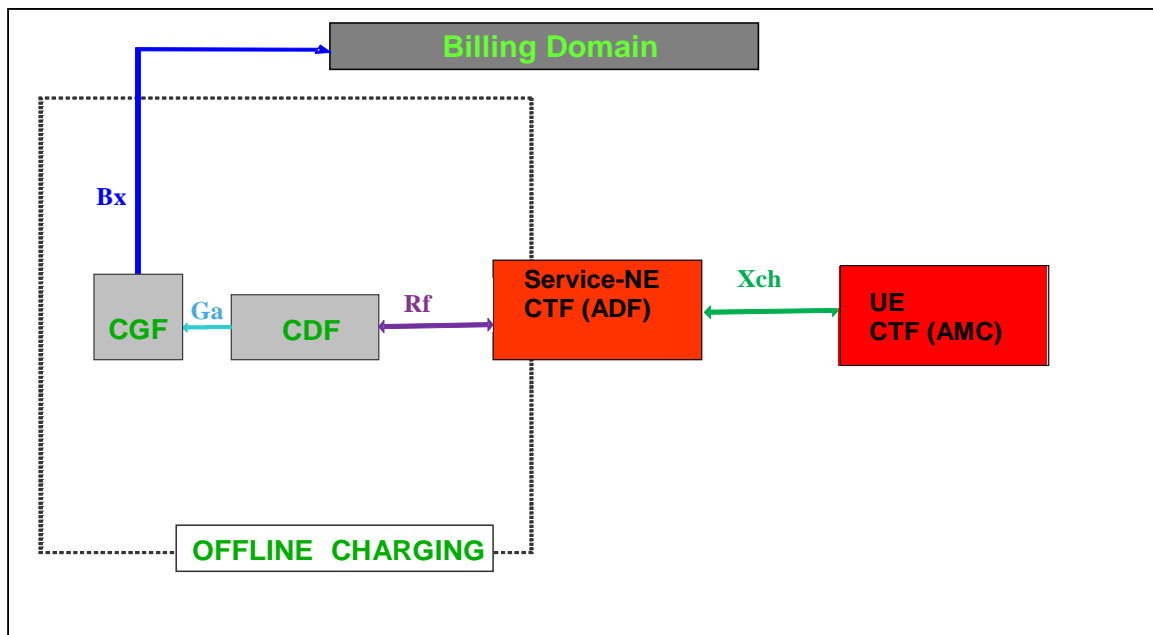 Billing Domain
Bx
Service-NE
CTF (ADF)
Xch
UE
CTF (AMC)
Ga
Rf
CGF
CDF
OFFLINE CHARGING